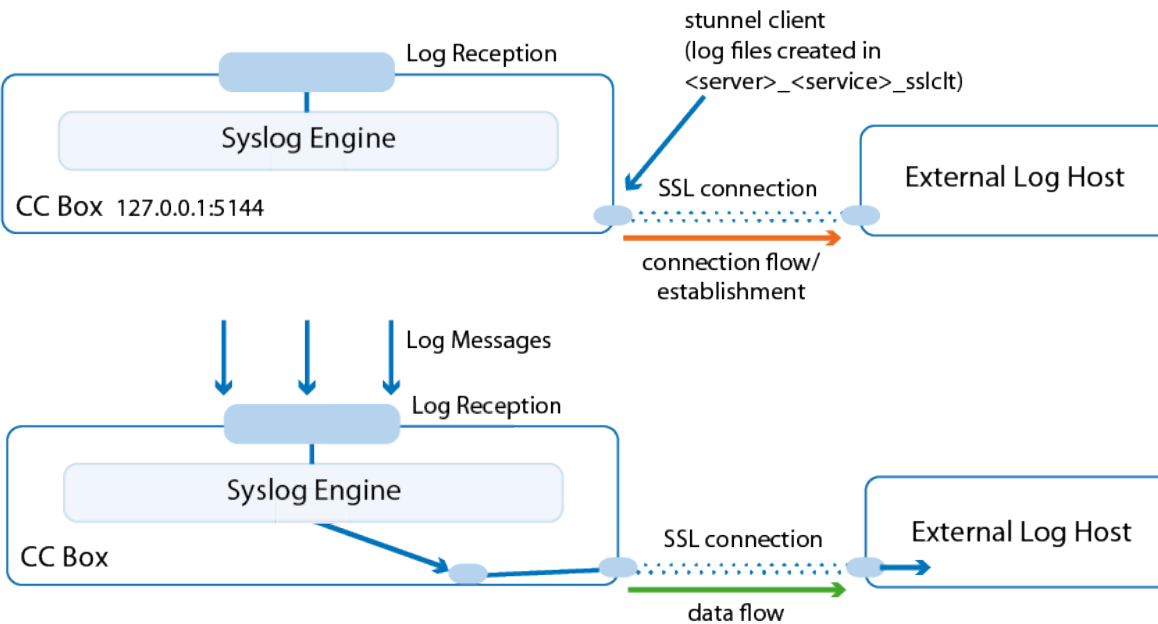 stunnel client
(log files created in
<server>_<service>_sslclt)
Log Reception
Syslog Engine
CC Box 127.0.0.1:5144
SSL connection
External Log Host
connection flow/
establishment
Log Messages
Log Reception
Syslog Engine
CC Box
SSL connection
External Log Host
data flow